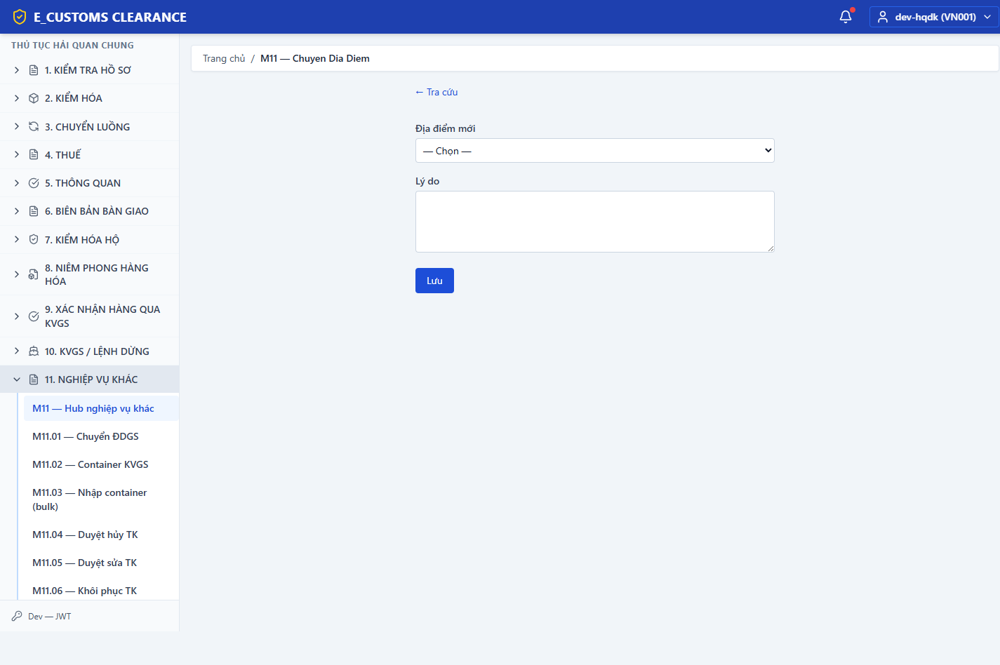 E_CUSTOMS CLEARANCE
dev-hqdk (VN001)
THỦ TỤC HẢI QUAN CHUNG
1. KIỂM TRA HỒ SƠ
2. KIỂM HÓA
3. CHUYỂN LUỒNG
4. THUẾ
5. THÔNG QUAN
6. BIÊN BẢN BÀN GIAO
7. KIỂM HÓA HỘ
8. NIÊM PHONG HÀNG
HÓA
9. XÁC NHẬN HÀNG QUA
KVGS
10. KVGS / LỆNH DỪNG
11. NGHIỆP VỤ KHÁC
M11 — Hub nghiệp vụ khác
M11.01 — Chuyển ĐDGS
M11.02 — Container KVGS
M11.03 — Nhập container
(bulk)
M11.04 — Duyệt hủy TK
M11.05 — Duyệt sửa TK
M11.06 — Khôi phục TK
Dev — JWT
Trang chủ / M11 — Chuyen Dia Diem
← Tra cứu
Địa điểm mới
— Chọn —
Lý do
Lưu